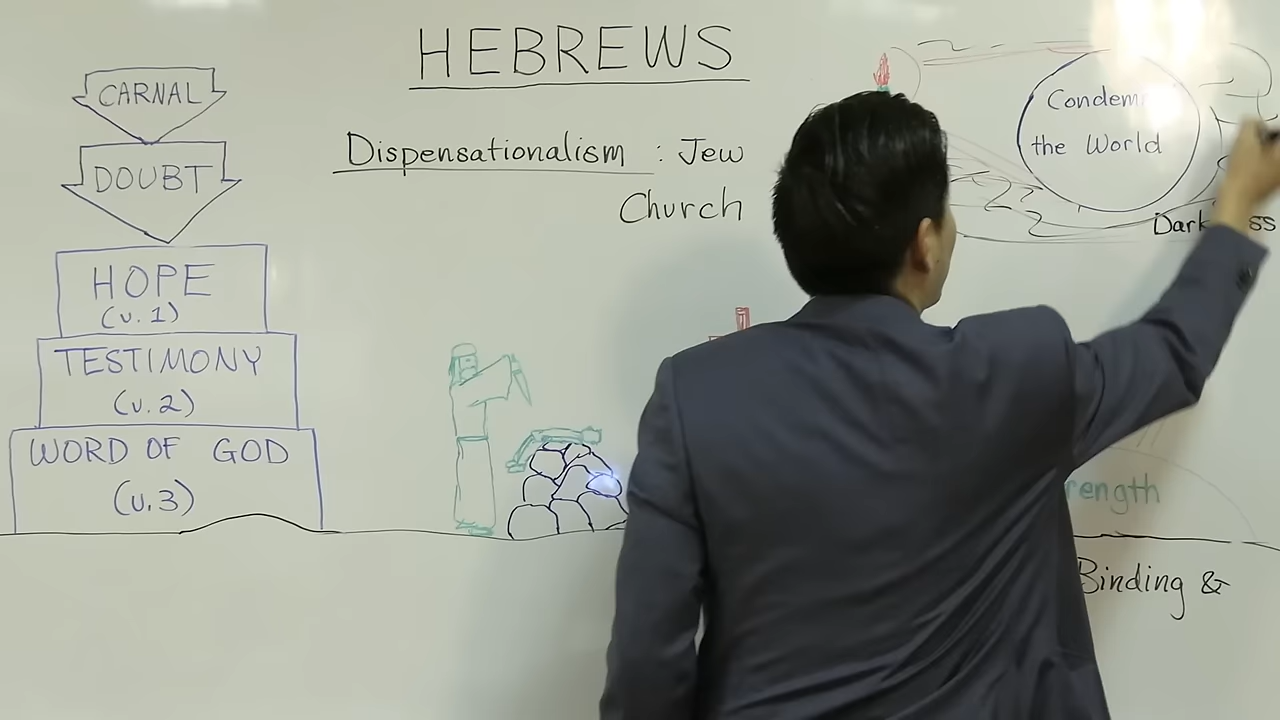 HEBREWS
CARNAL
DOUBT
HOPE
(v.1)
TESTIMONY
(v.2)
WORD OF GOD
(v.3)
Dispensationalism : Jew
Church
the World
Binding &